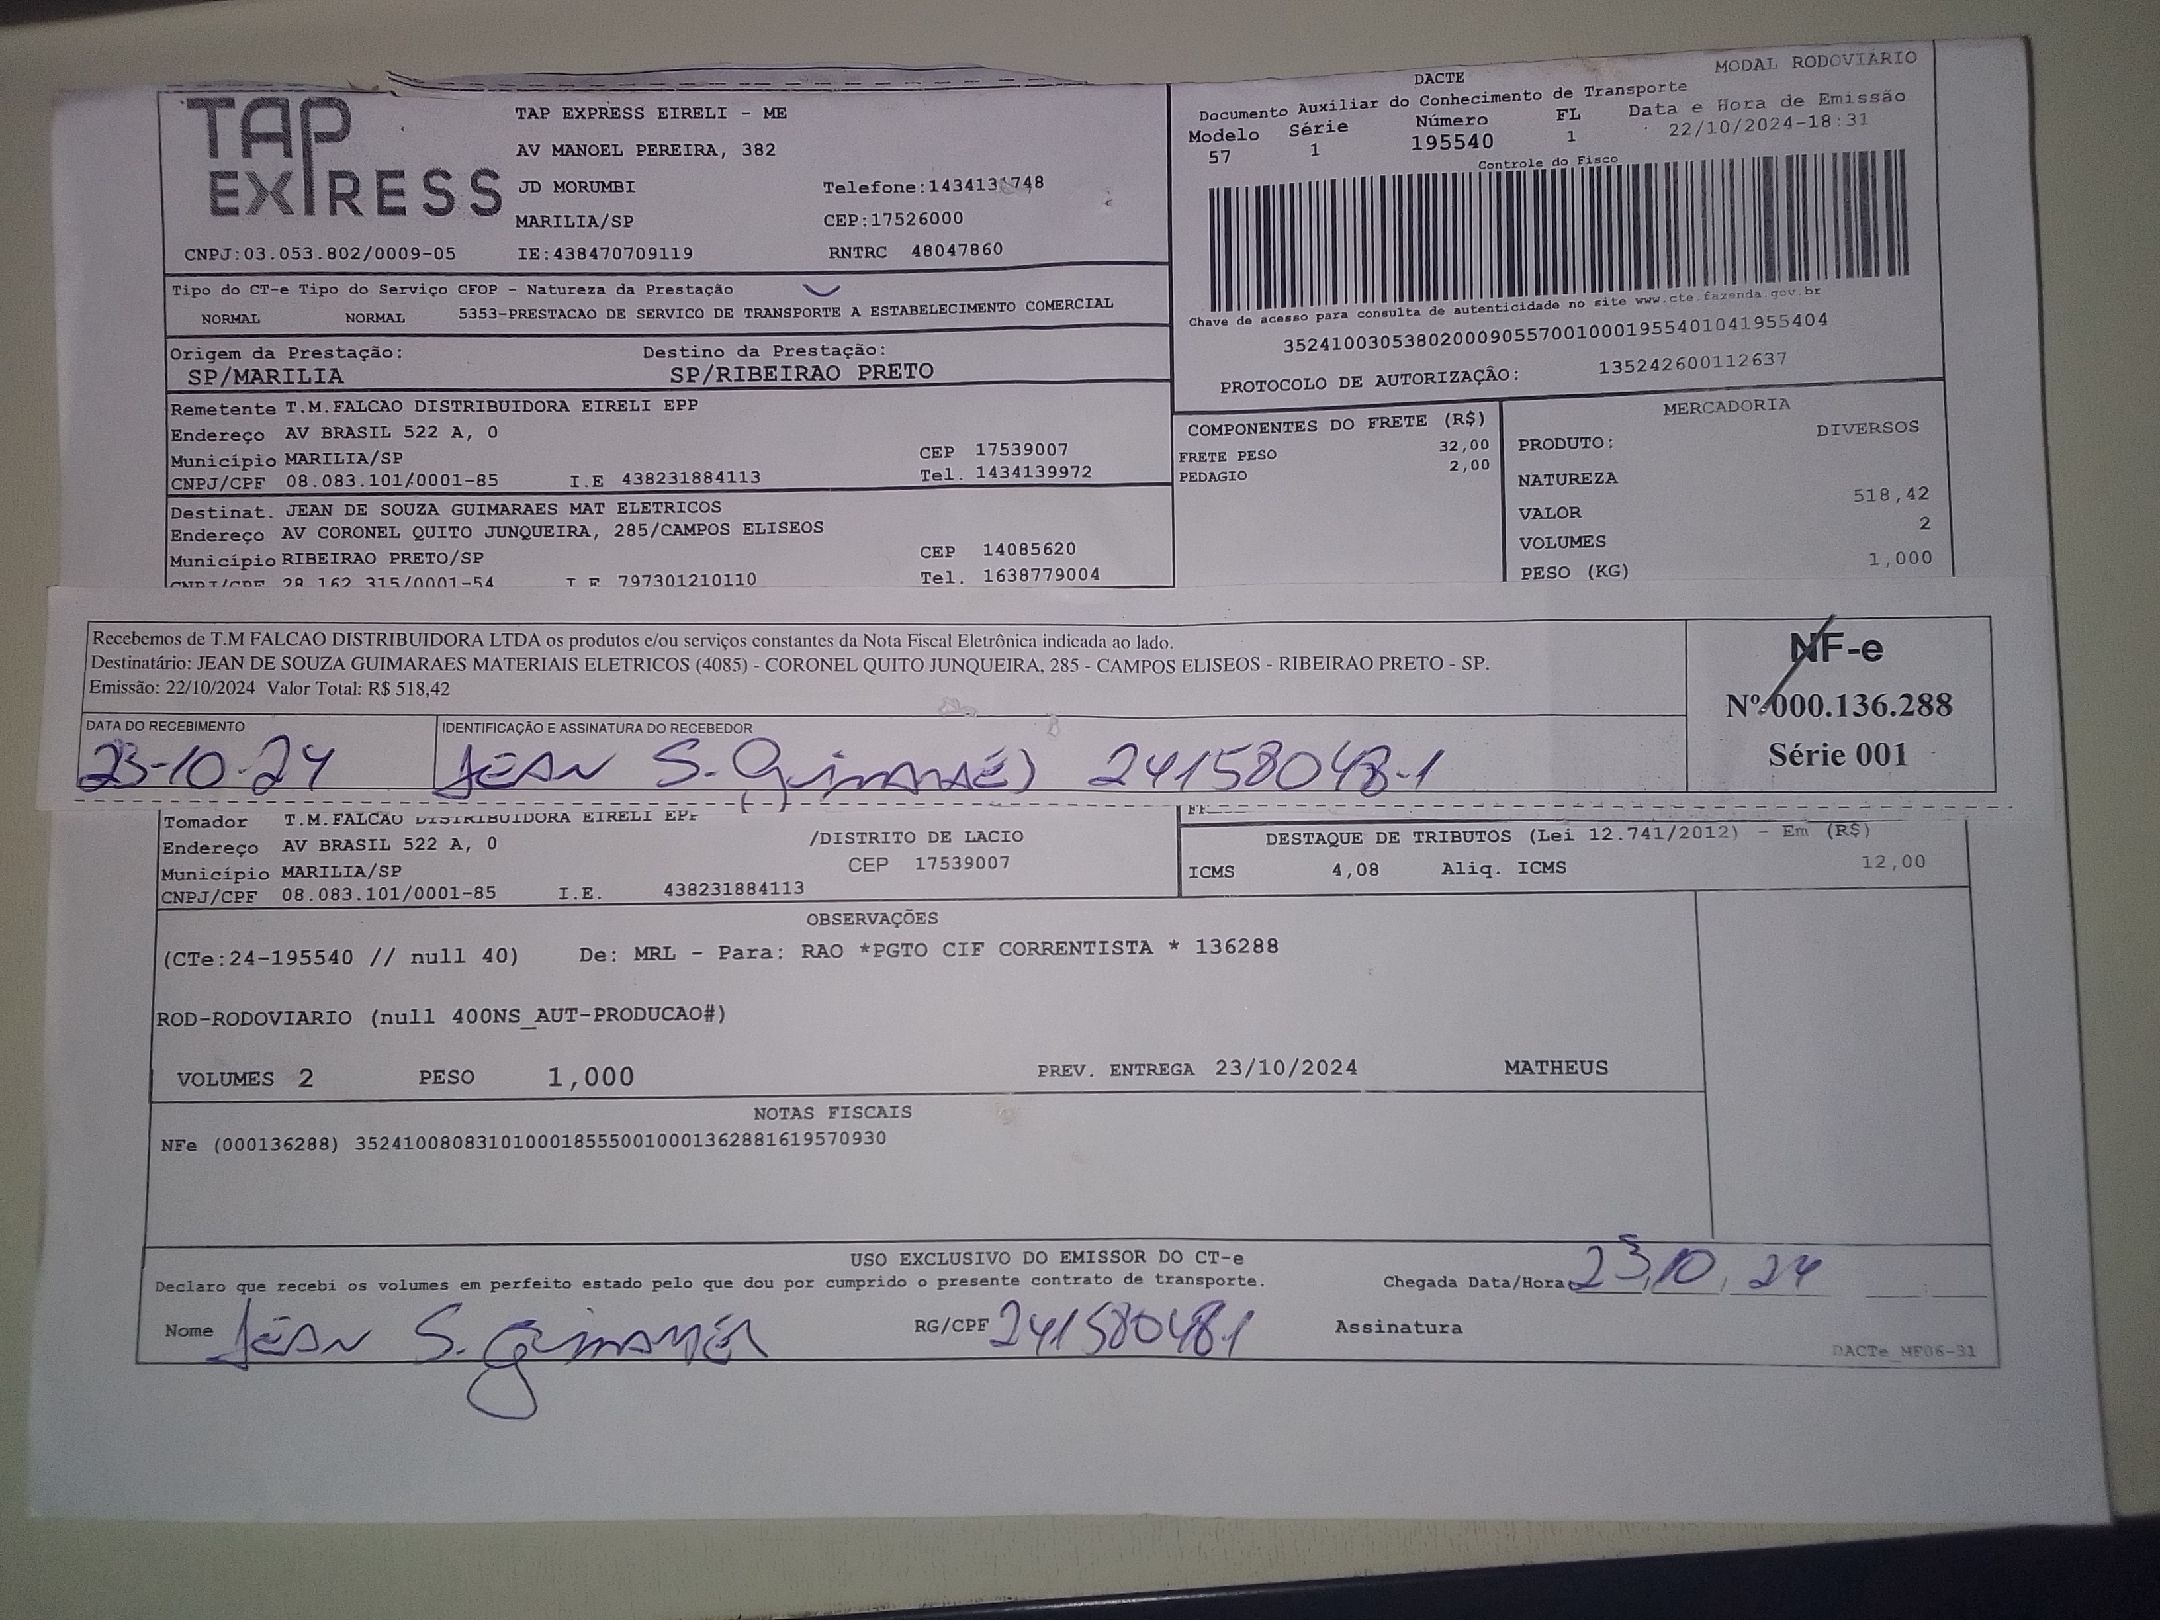 TAP EXPRESS
TAP EXPRESS EIRELI - ME
AV MANOEL PEREIRA, 382
JD MORUMBI
MARILIA/SP
CEP:17526000
CNPJ:03.053.802/0009-05 IE:438470709119 RNTRC 48047860
Tipo do CT-e Tipo do Serviço CFOP - Natureza da Prestação
NORMAL NORMAL 5353-PRESTACAO DE SERVICO DE TRANSPORTE A ESTABELECIMENTO COMERCIAL
Origem da Prestação: Destino da Prestação:
SP/MARILIA SP/RIBEIRAO PRETO
Remetente T.M.FALCAO DISTRIBUIDORA EIRELI EPP
Endereço AV BRASIL 522 A, 0
Município MARILIA/SP CEP 17539007
CNPJ/CPF 08.083.101/0001-85 I.E 438231884113 Tel. 1434139972
Destinat. JEAN DE SOUZA GUIMARAES MAT ELETRICOS
Endereço AV CORONEL QUITO JUNQUEIRA, 285/CAMPOS ELISEOS
Município RIBEIRAO PRETO/SP CEP 14085620
CNPJ/CPF 28.162.315/0001-54 I.E 797301210110 Tel. 1638779004
MODAL RODOVIÁRIO
DACTE
Documento Auxiliar do Conhecimento de Transporte
Modelo Série Número FL Data e Hora de Emissão
57 1 195540 1 22/10/2024-18:31
Controle do Fisco
Chave de acesso para consulta de autenticidade no site www.cte.fazenda.gov.br
35241003053802000905570010001955401041955404
PROTOCOLO DE AUTORIZAÇÃO: 135242600112637
COMPONENTES DO FRETE (R$)
FRETE PESO 32,00
PEDAGIO 2,00
MERCADORIA
PRODUTO: DIVERSOS
NATUREZA
VALOR 518,42
VOLUMES 2
PESO (KG) 1,000
Recebemos de T.M FALCAO DISTRIBUIDORA LTDA os produtos e/ou serviços constantes da Nota Fiscal Eletrônica indicada ao lado.
Destinatário: JEAN DE SOUZA GUIMARAES MATERIAIS ELETRICOS (4085) - CORONEL QUITO JUNQUEIRA, 285 - CAMPOS ELISEOS - RIBEIRAO PRETO - SP.
Emissão: 22/10/2024 Valor Total: R$ 518,42
DATA DO RECEBIMENTO IDENTIFICAÇÃO E ASSINATURA DO RECEBEDOR
23-10-24 JEAN S. Guimarães 24158048-1
NF-e
Nº 000.136.288
Série 001
Tomador T.M.FALCAO DISTRIBUIDORA EIRELI EPP
Endereço AV BRASIL 522 A, 0 /DISTRITO DE LACIO
Município MARILIA/SP CEP 17539007
CNPJ/CPF 08.083.101/0001-85 I.E. 438231884113
DESTAQUE DE TRIBUTOS (Lei 12.741/2012) - Em (R$)
ICMS 4,08 Aliq. ICMS 12,00
OBSERVAÇÕES
(CTe:24-195540 // null 40) De: MRL - Para: RAO *PGTO CIF CORRENTISTA * 136288
ROD-RODOVIARIO (null 400NS_AUT-PRODUCAO#)
VOLUMES 2 PESO 1,000 PREV. ENTREGA 23/10/2024 MATHEUS
NOTAS FISCAIS
NFe (000136288) 35241008083101000185550010001362881619570930
USO EXCLUSIVO DO EMISSOR DO CT-e
Declaro que recebi os volumes em perfeito estado pelo que dou por cumprido o presente contrato de transporte. Chegada Data/Hora 23,10,24
Nome JEAN S. Guimarães RG/CPF 241580481 Assinatura
DACTe_MF06-31